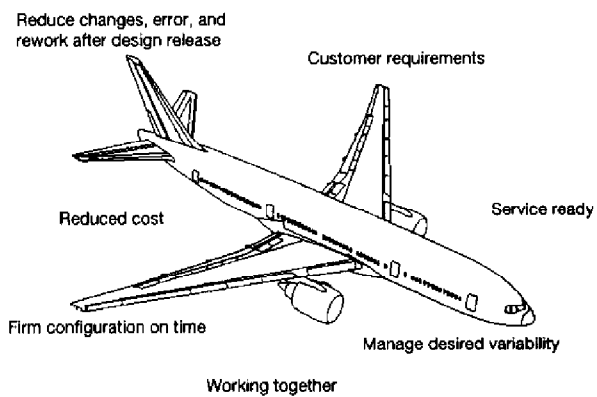 Reduce changes, error, and
rework after design release
Customer requirements
Service ready
Reduced cost
Firm configuration on time
Manage desired variability
Working together